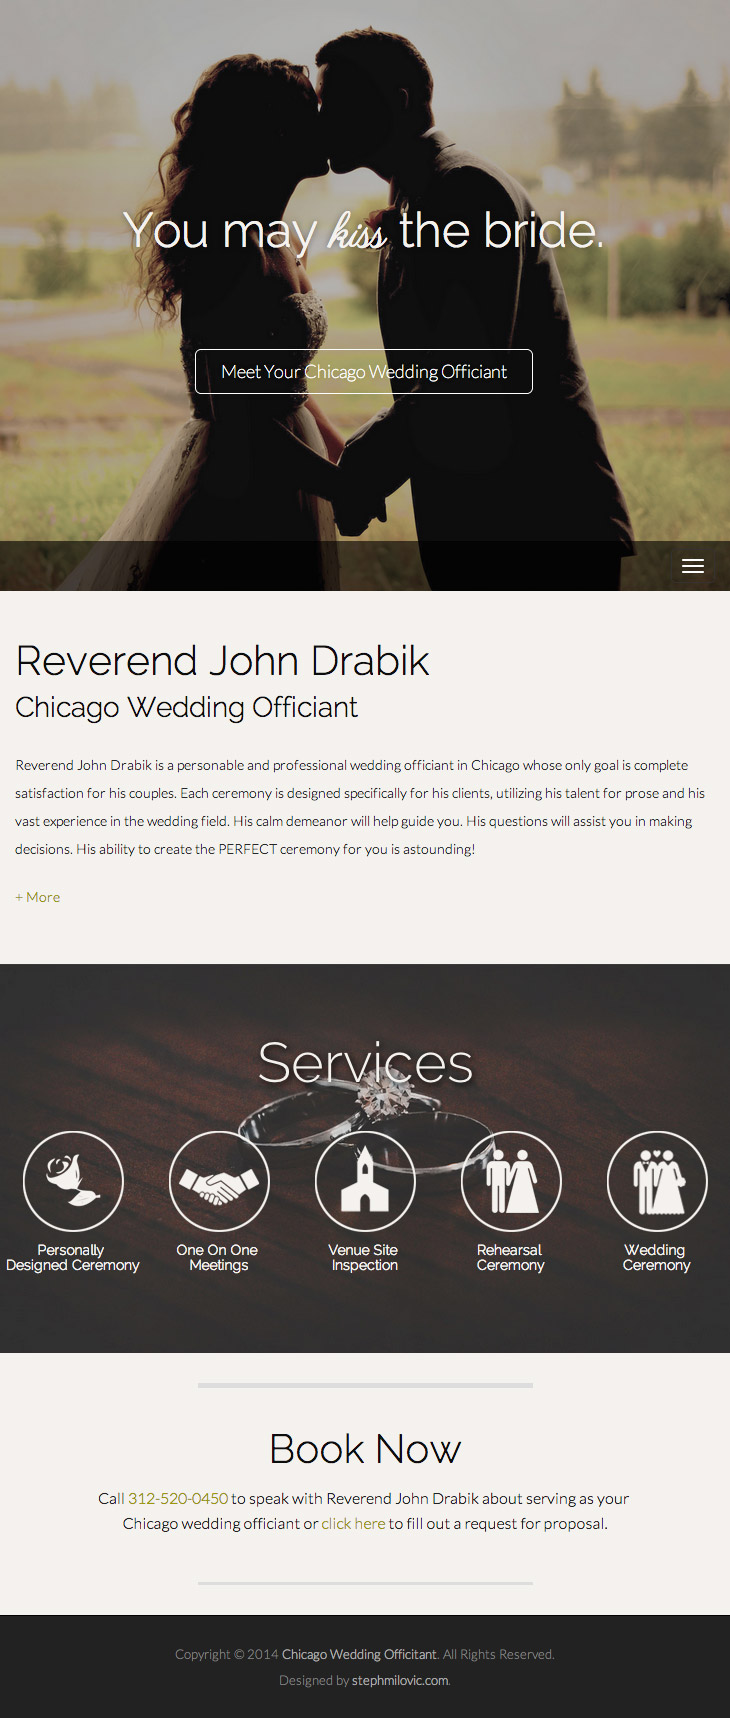 You may kiss the bride.
Meet Your Chicago Wedding Officiant
Reverend John Drabik
Chicago Wedding Officiant
Reverend John Drabik is a personable and professional wedding officiant in Chicago whose only goal is complete
satisfaction for his couples. Each ceremony is designed specifically for his clients, utilizing his talent for prose and his
vast experience in the wedding field. His calm demeanor will help guide you. His questions will assist you in making
decisions. His ability to create the PERFECT ceremony for you is astounding!
+ More
Services
Personally
Designed Ceremony
One On One
Meetings
Venue Site
Inspection
Rehearsal
Ceremony
Wedding
Ceremony
Book Now
Call 312-520-0450 to speak with Reverend John Drabik about serving as your
Chicago wedding officiant or click here to fill out a request for proposal.
Copyright © 2014 Chicago Wedding Officitant. All Rights Reserved.
Designed by stephmilovic.com.